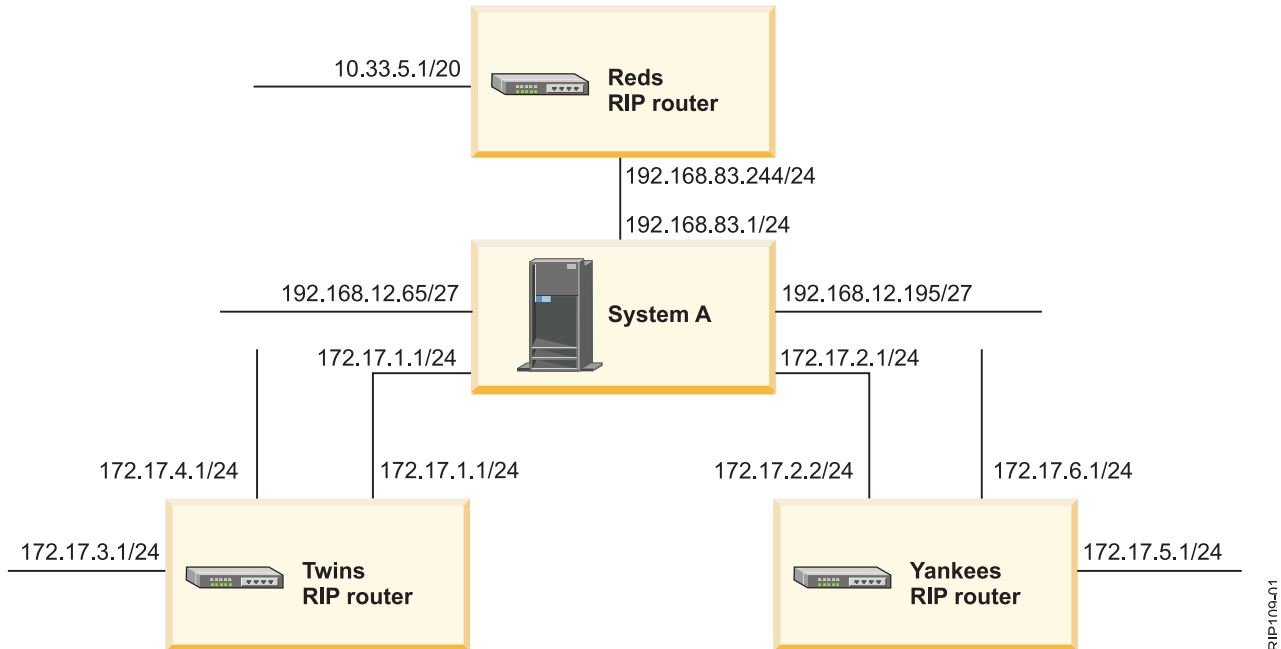 10.33.5.1/20
Reds
RIP router
192.168.83.244/24
192.168.83.1/24
192.168.12.65/27
System A
192.168.12.195/27
172.17.1.1/24
172.17.2.1/24
172.17.4.1/24
172.17.1.1/24
172.17.2.2/24
172.17.6.1/24
172.17.3.1/24
Twins
RIP router
Yankees
RIP router
172.17.5.1/24
RIP109-01